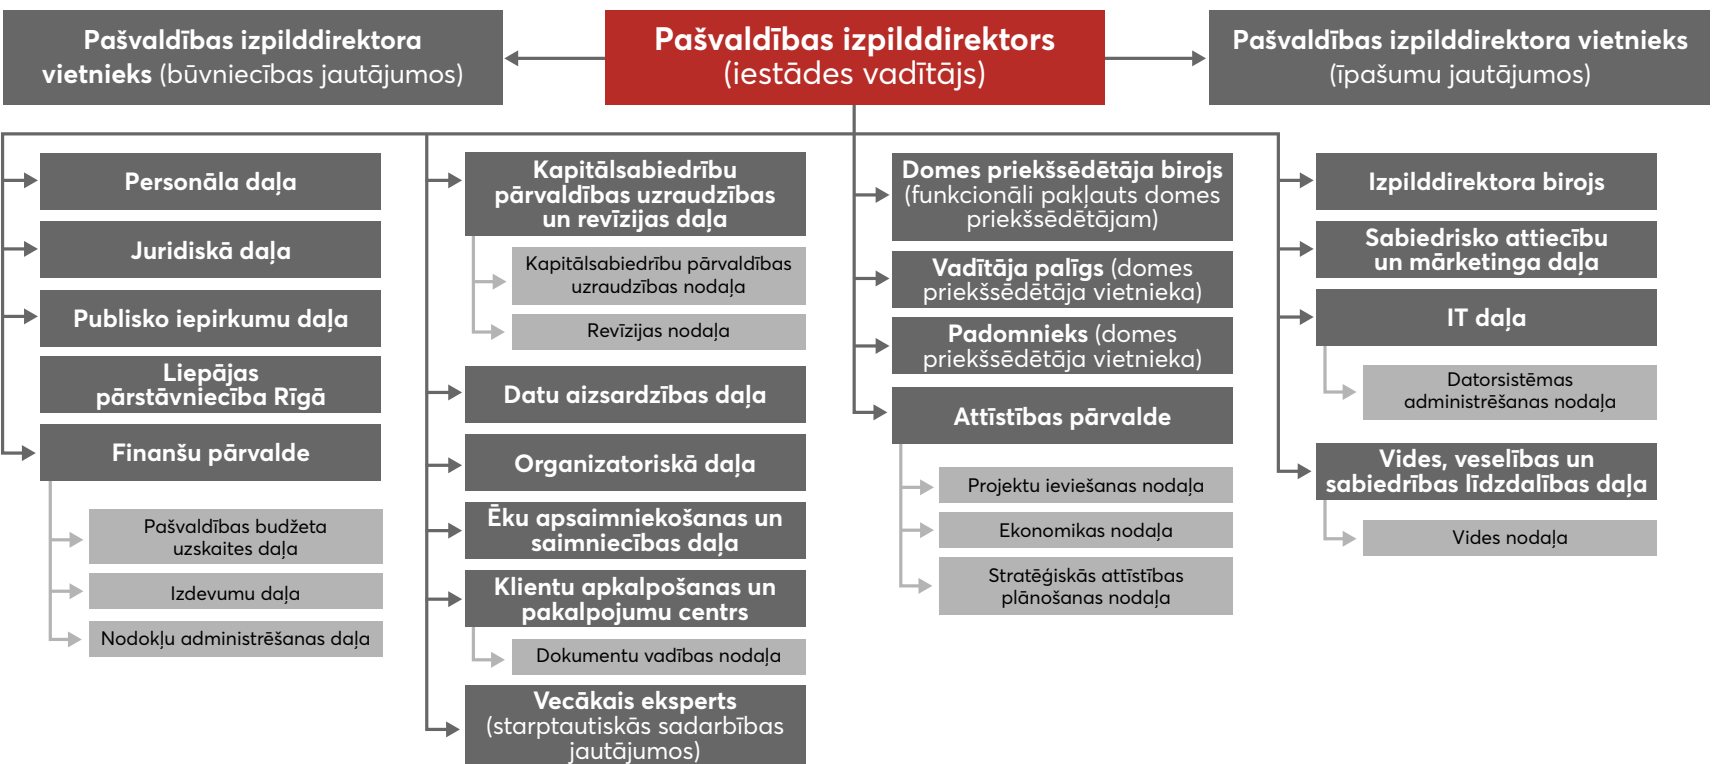 Pašvaldības izpilddirektora
vietnieks (būvniecības jautājumos)
Pašvaldības izpilddirektors
(iestādes vadītājs)
Pašvaldības izpilddirektora vietnieks
(īpašumu jautājumos)
Personāla daļa
Juridiskā daļa
Publisko iepirkumu daļa
Liepājas
pārstāvniecība Rīgā
Finanšu pārvalde
Pašvaldības budžeta
uzskaites daļa
Izdevumu daļa
Nodokļu administrēšanas daļa
Kapitālsabiedrību
pārvaldības uzraudzības
un revīzijas daļa
Kapitālsabiedrību pārvaldības
uzraudzības nodaļa
Revīzijas nodaļa
Datu aizsardzības daļa
Organizatoriskā daļa
Ēku apsaimniekošanas un
saimniecības daļa
Klientu apkalpošanas un
pakalpojumu centrs
Dokumentu vadības nodaļa
Vecākais eksperts
(starptautiskās sadarbības
jautājumos)
Domes priekšsēdētāja birojs
(funkcionāli pakļauts domes
priekšsēdētājam)
Vadītāja palīgs (domes
priekšsēdētāja vietnieka)
Padomnieks (domes
priekšsēdētāja vietnieka)
Attīstības pārvalde
Projektu ieviešanas nodaļa
Ekonomikas nodaļa
Stratēģiskās attīstības
plānošanas nodaļa
Izpilddirektora birojs
Sabiedrisko attiecību
un mārketinga daļa
IT daļa
Datorsistēmas
administrēšanas nodaļa
Vides, veselības un
sabiedrības līdzdalības daļa
Vides nodaļa